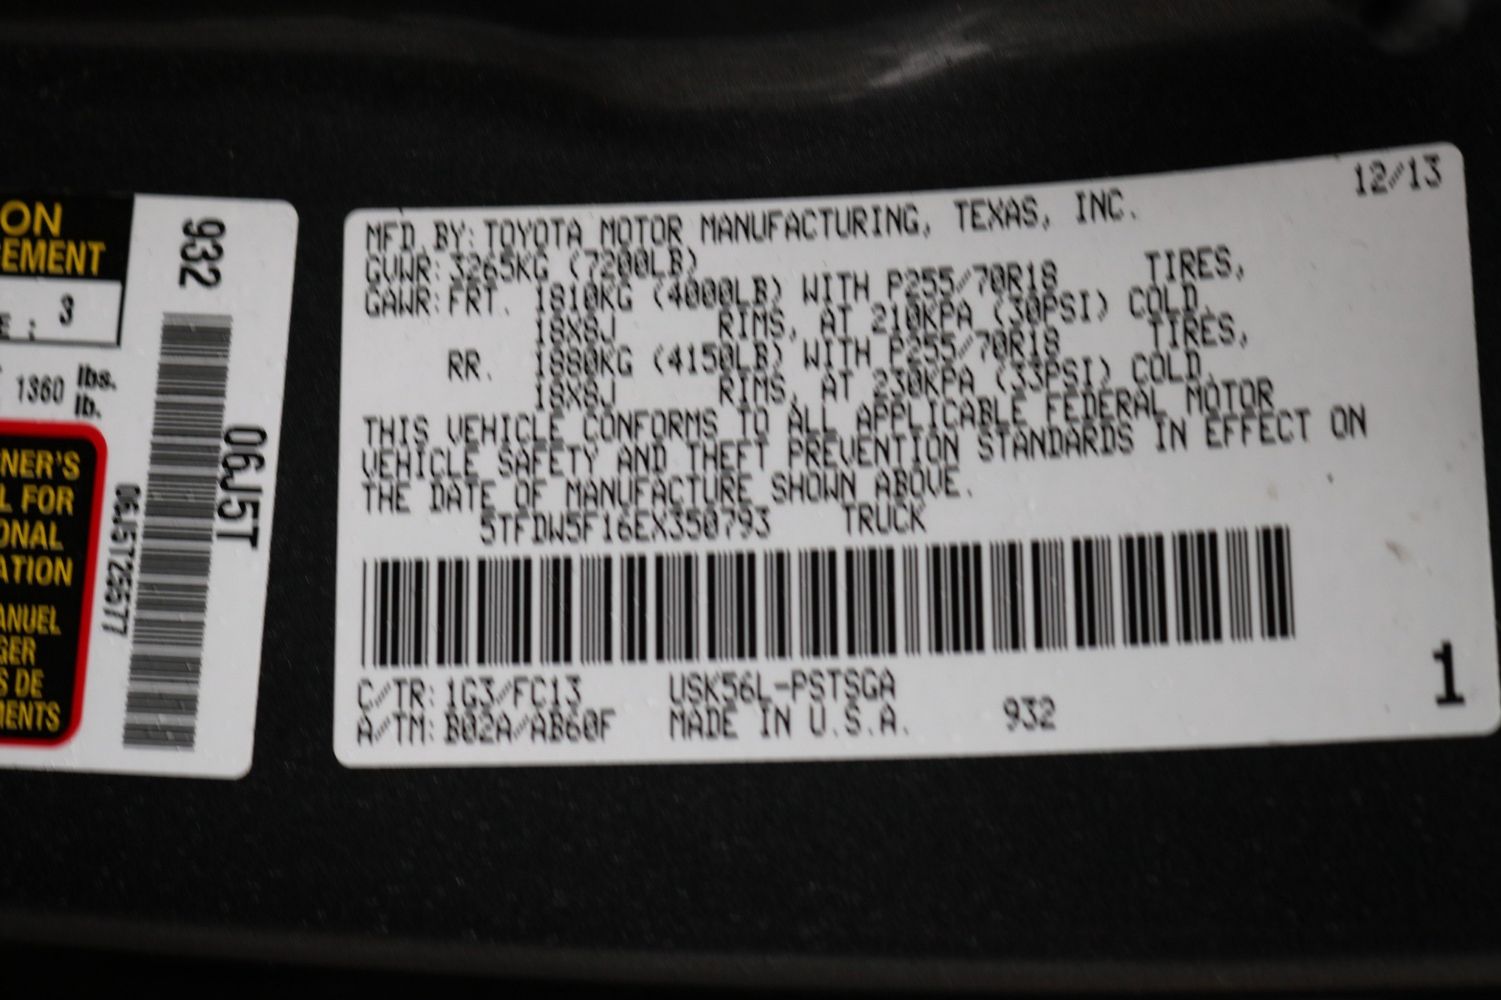 ON
EMENT
E : 3
1360 lbs.
lb.
NER'S
L FOR
ONAL
ATION
ANUEL
GER
S DE
MENTS
932
06J5T
06J5T25577
12/13
MFD.BY: TOYOTA MOTOR MANUFACTURING, TEXAS, INC.
GVWR: 3265KG (7200LB)
GAWR: FRT. 1810KG (4000LB) WITH P255/70R18 TIRES,
18X8J RIMS, AT 210KPA (30PSI) COLD.
RR. 1880KG (4150LB) WITH P255/70R18 TIRES,
18X8J RIMS, AT 230KPA (33PSI) COLD.
THIS VEHICLE CONFORMS TO ALL APPLICABLE FEDERAL MOTOR
VEHICLE SAFETY AND THEFT PREVENTION STANDARDS IN EFFECT ON
THE DATE OF MANUFACTURE SHOWN ABOVE.
5TFDW5F16EX350793 TRUCK
C/TR: 1G3/FC13 USK56L-PSTSGA
A/TM: B02A/AB60F MADE IN U.S.A. 932
1